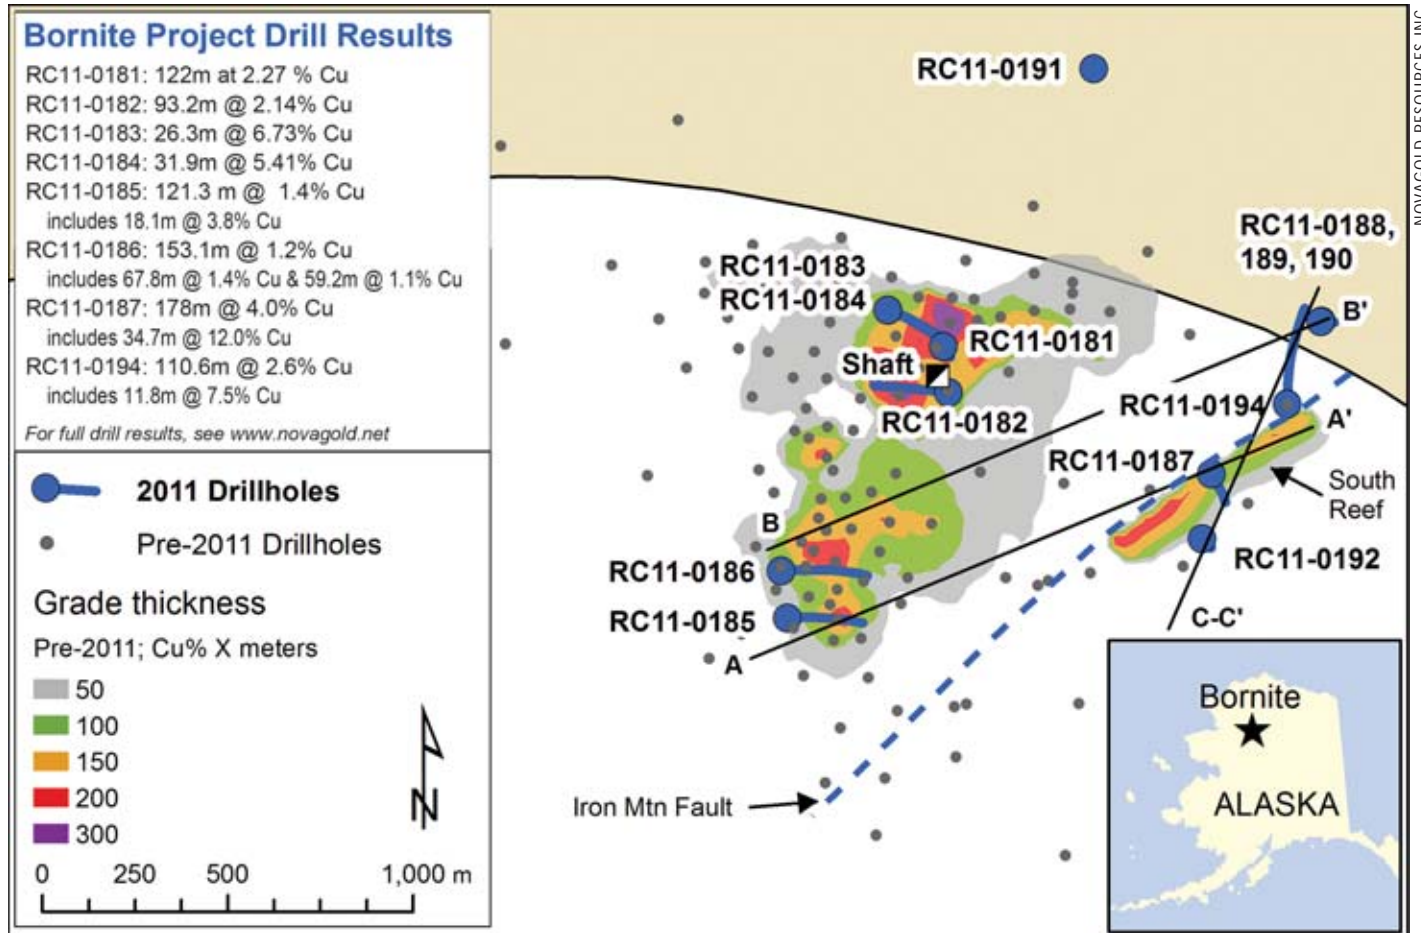 Bornite Project Drill Results
RC11-0181: 122m at 2.27 % Cu
RC11-0182: 93.2m @ 2.14% Cu
RC11-0183: 26.3m @ 6.73% Cu
RC11-0184: 31.9m @ 5.41% Cu
RC11-0185: 121.3 m @ 1.4% Cu
includes 18.1m @ 3.8% Cu
RC11-0186: 153.1m @ 1.2% Cu
includes 67.8m @ 1.4% Cu & 59.2m @ 1.1% Cu
RC11-0187: 178m @ 4.0% Cu
includes 34.7m @ 12.0% Cu
RC11-0194: 110.6m @ 2.6% Cu
includes 11.8m @ 7.5% Cu
For full drill results, see www.novagold.net
2011 Drillholes
Pre-2011 Drillholes
Grade thickness
Pre-2011; Cu% X meters
50
100
150
200
300
N
0 250 500 1,000 m
RC11-0191
RC11-0188,
189, 190
RC11-0183
RC11-0184
B'
RC11-0181
Shaft
RC11-0194
A'
RC11-0182
RC11-0187
South
Reef
B
RC11-0192
RC11-0186
RC11-0185
C-C'
A
Iron Mtn Fault
Bornite
ALASKA
NOVAGOLD RESOURCES INC